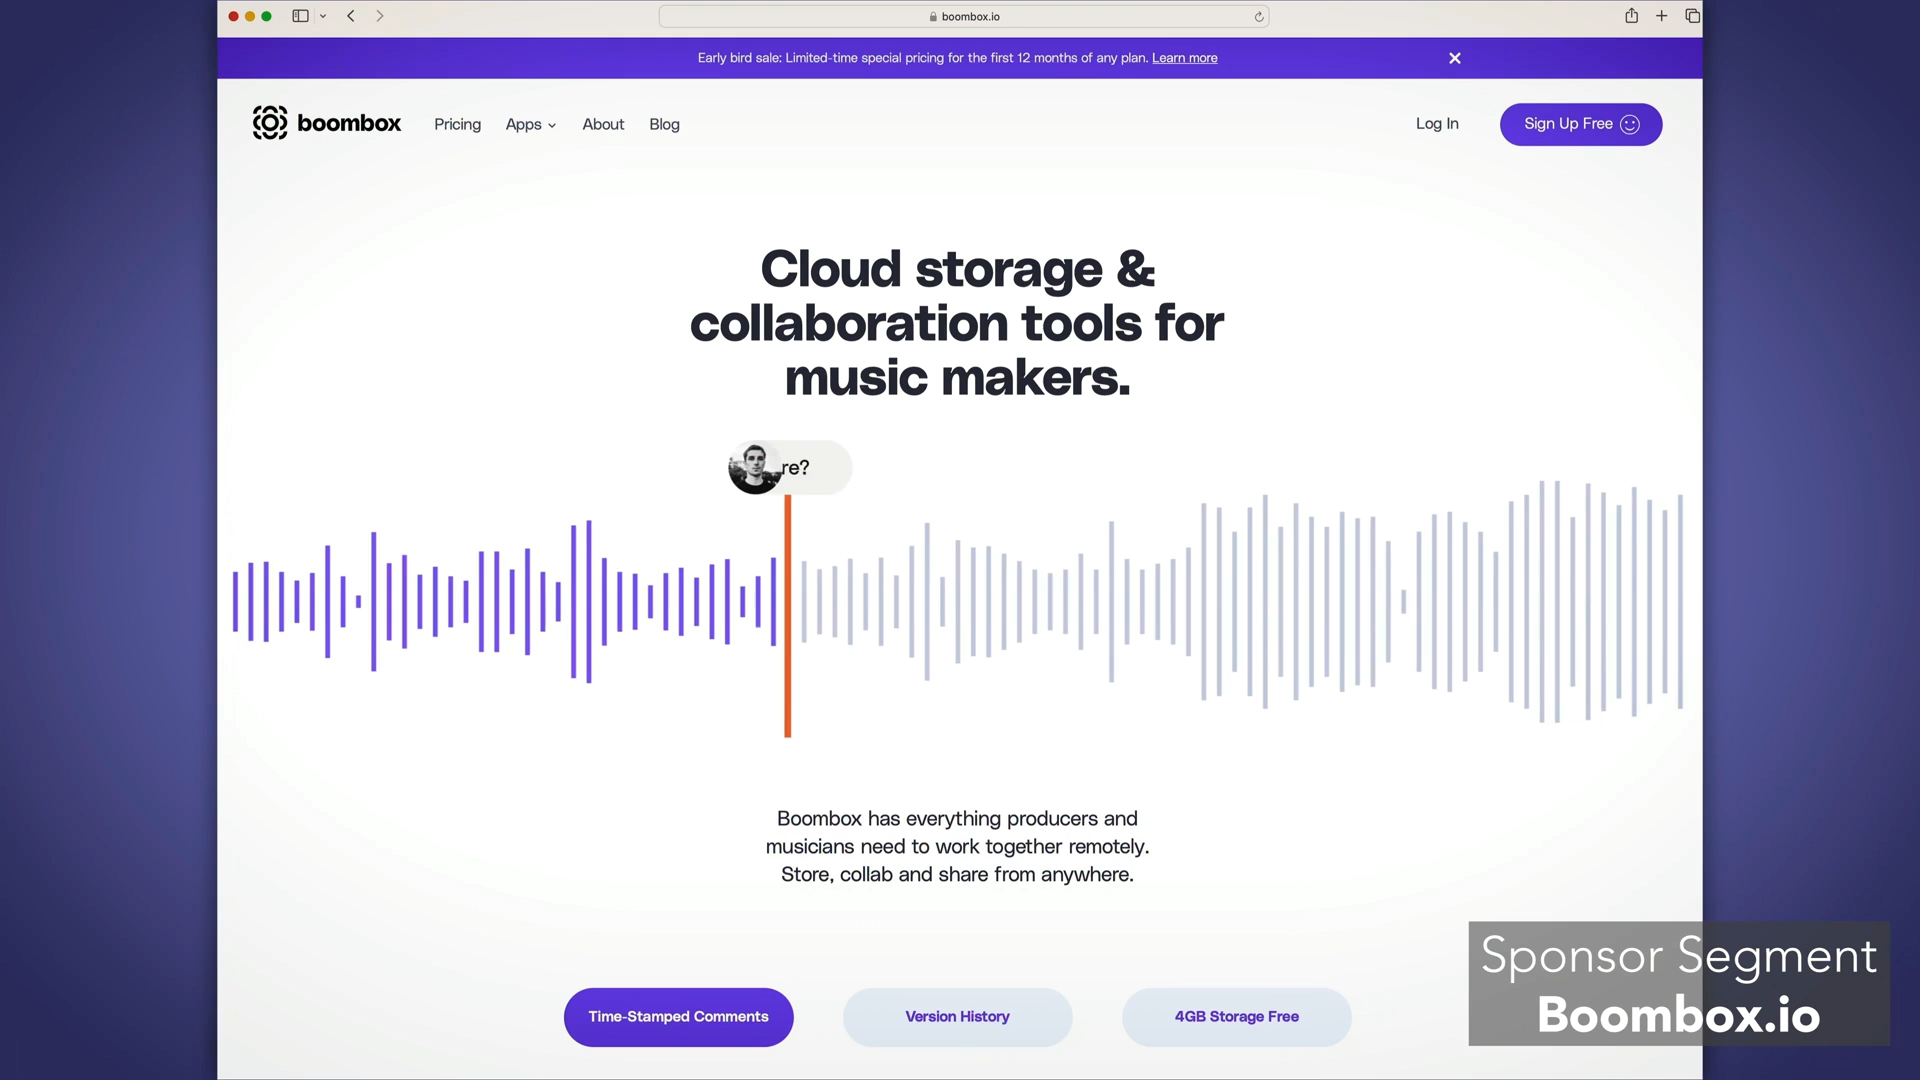 boombox.io
Early bird sale: Limited-time special pricing for the first 12 months of any plan. Learn more
boombox
Pricing
Apps
About
Blog
Log In
Sign Up Free
Cloud storage &
collaboration tools for
music makers.
re?
Boombox has everything producers and
musicians need to work together remotely.
Store, collab and share from anywhere.
Time-Stamped Comments
Version History
4GB Storage Free
Sponsor Segment
Boombox.io